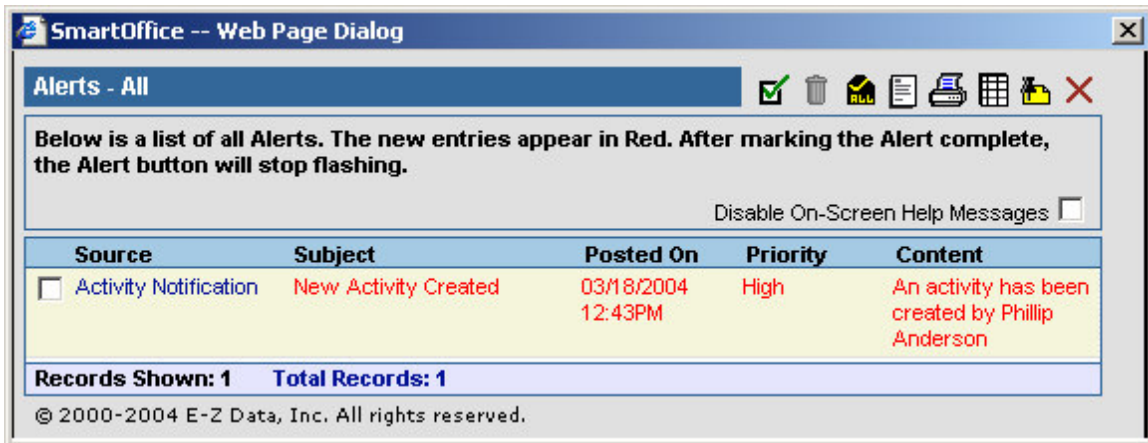 SmartOffice -- Web Page Dialog
Alerts - All
ALL
Below is a list of all Alerts. The new entries appear in Red. After marking the Alert complete,
the Alert button will stop flashing.
Disable On-Screen Help Messages
Source Subject Posted On Priority Content
Activity Notification New Activity Created 03/18/2004 High An activity has been
12:43PM created by Phillip
Anderson
Records Shown: 1 Total Records: 1
© 2000-2004 E-Z Data, Inc. All rights reserved.